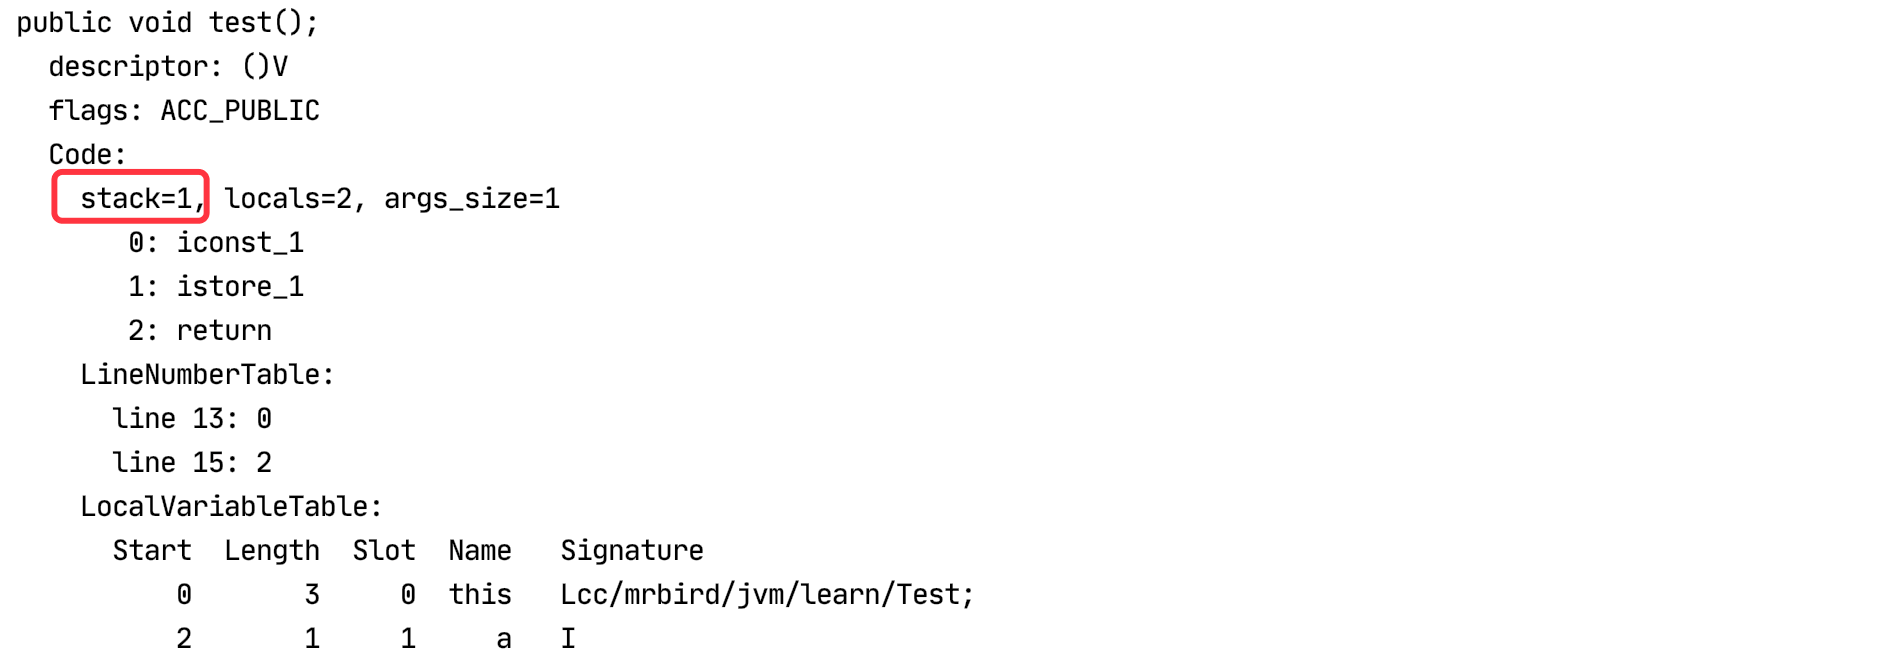 public void test();
descriptor: ()V
flags: ACC_PUBLIC
Code:
stack=1, locals=2, args_size=1
0: iconst_1
1: istore_1
2: return
LineNumberTable:
line 13: 0
line 15: 2
LocalVariableTable:
Start  Length  Slot  Name   Signature
0       3     0  this   Lcc/mrbird/jvm/learn/Test;
2       1     1     a   I